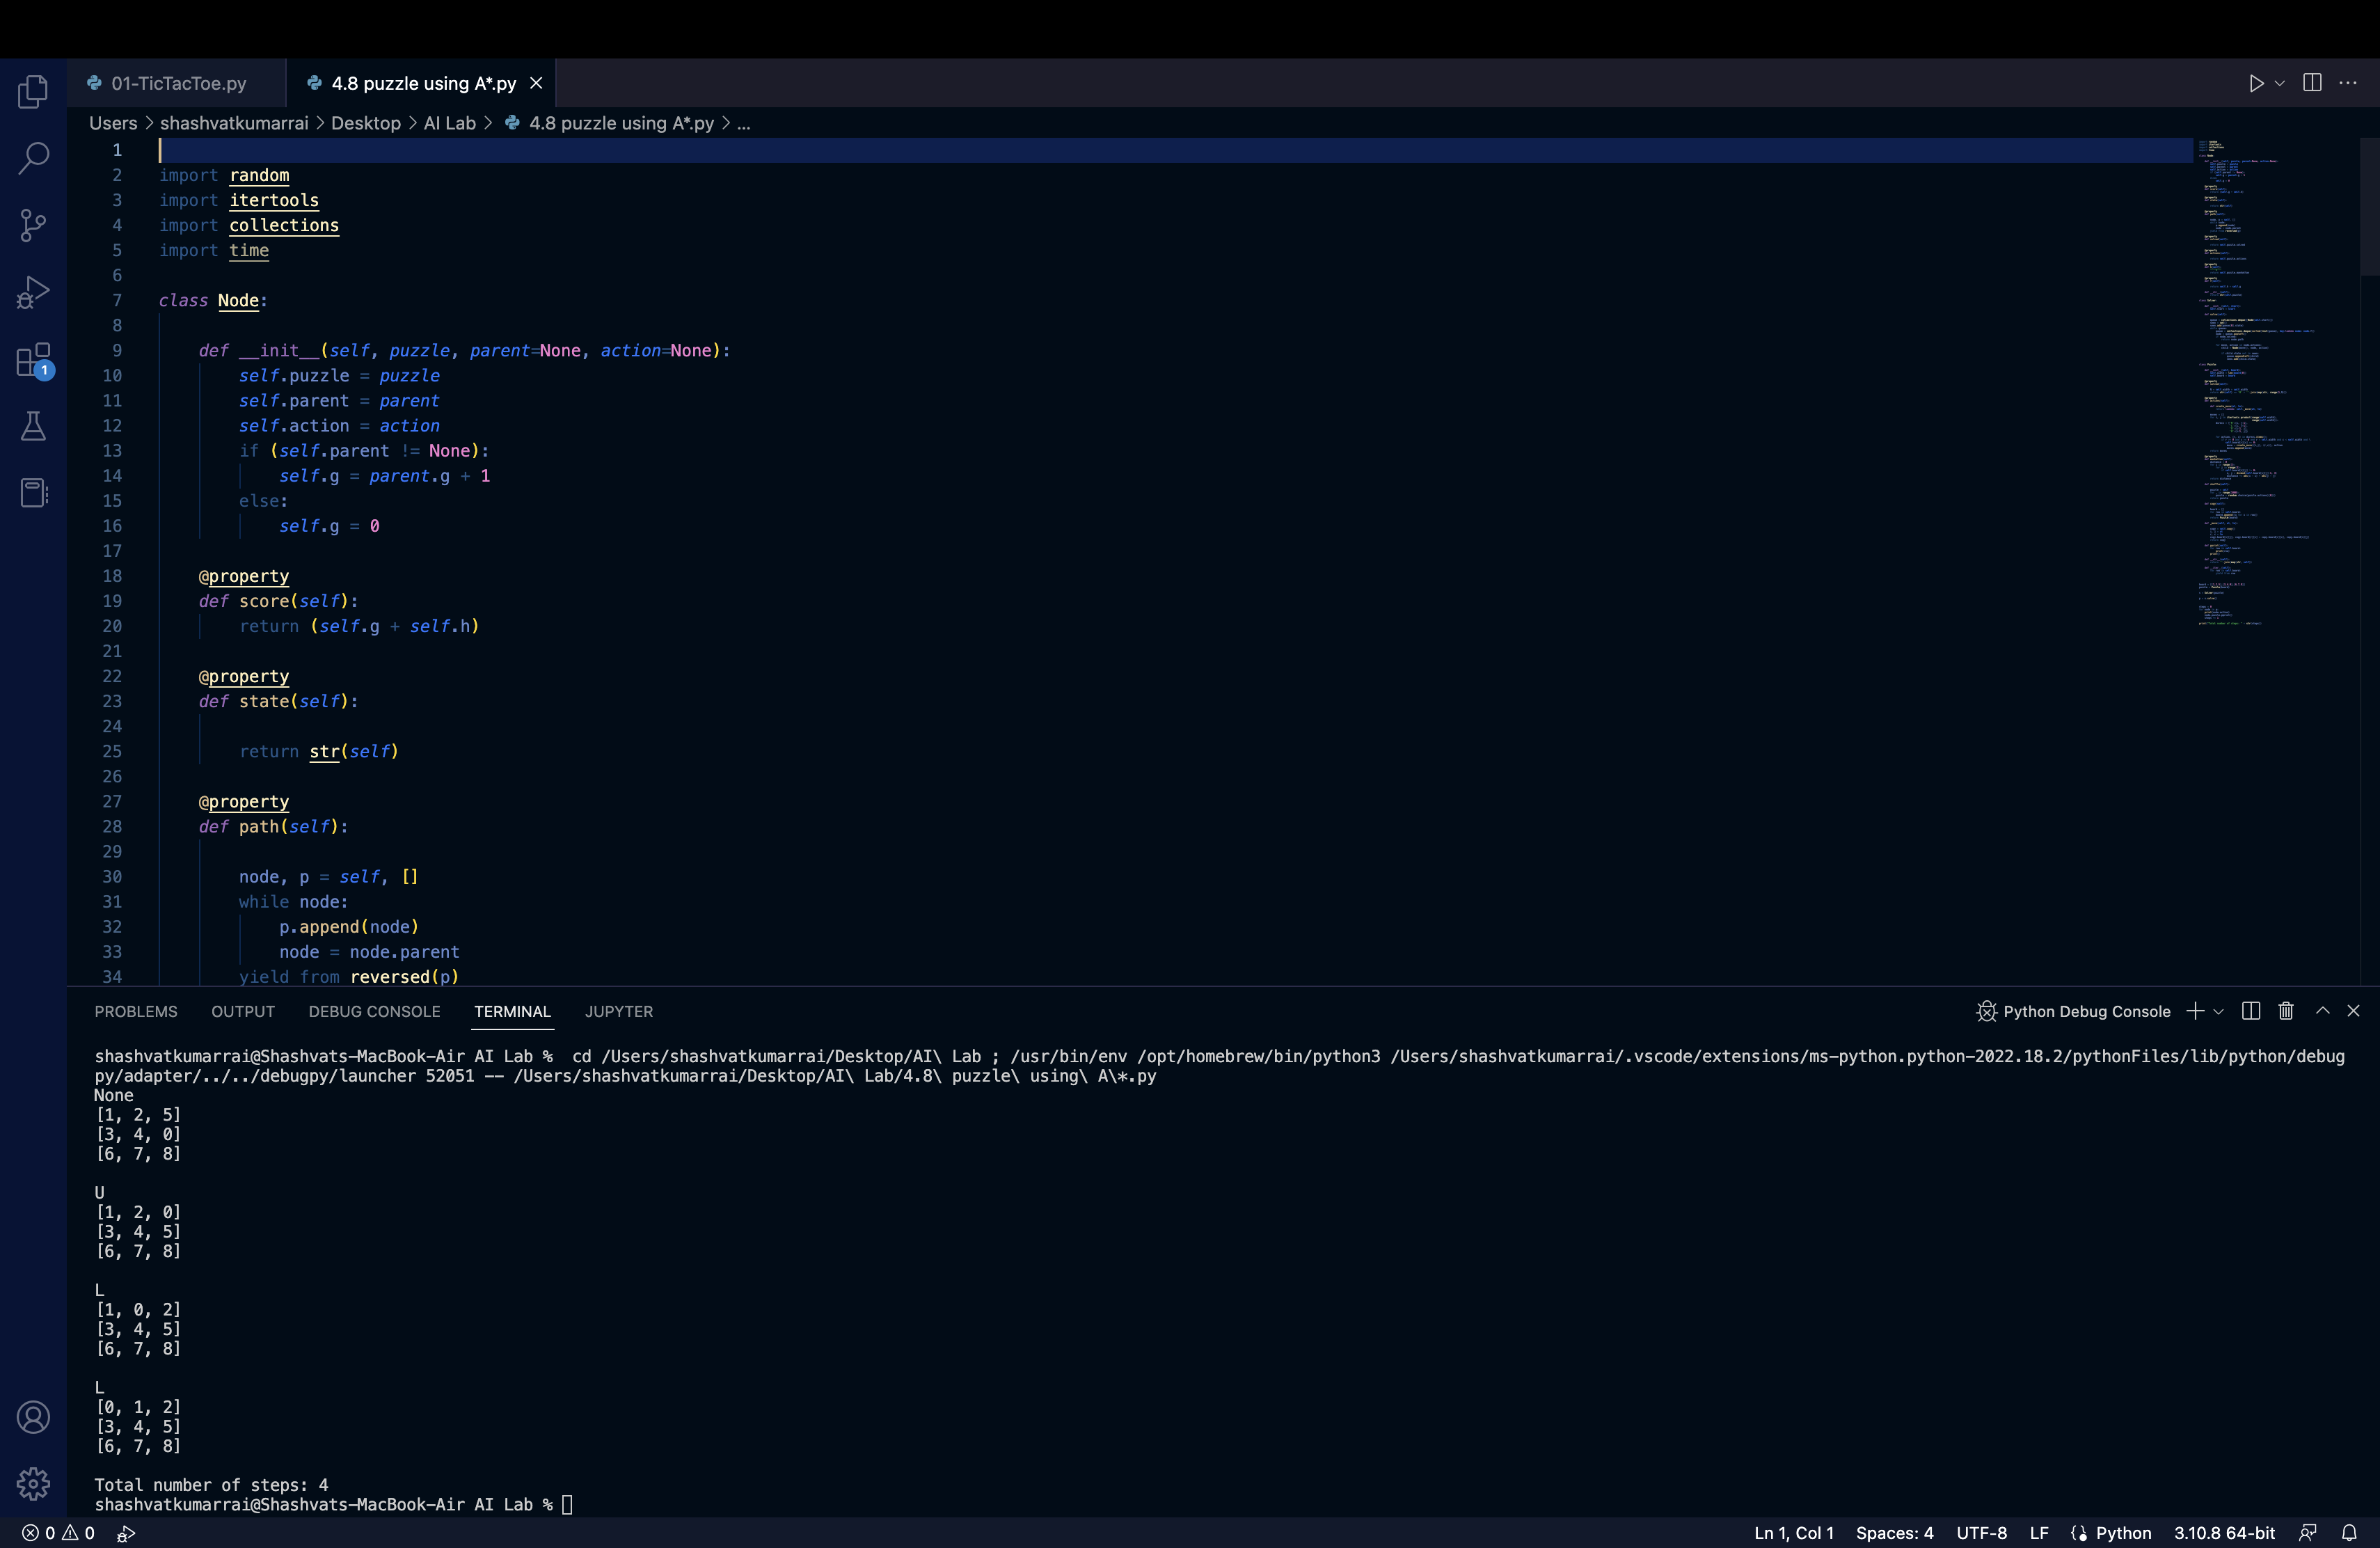 01-TicTacToe.py
4.8 puzzle using A*.py
Users > shashvatkumarrai > Desktop > AI Lab > 4.8 puzzle using A*.py > ...
1
2 import random
3 import itertools
4 import collections
5 import time
6
7 class Node:
8
9 def __init__(self, puzzle, parent=None, action=None):
10 self.puzzle = puzzle
11 self.parent = parent
12 self.action = action
13 if (self.parent != None):
14 self.g = parent.g + 1
15 else:
16 self.g = 0
17
18 @property
19 def score(self):
20 return (self.g + self.h)
21
22 @property
23 def state(self):
24
25 return str(self)
26
27 @property
28 def path(self):
29
30 node, p = self, []
31 while node:
32 p.append(node)
33 node = node.parent
34 yield from reversed(p)
1
PROBLEMS OUTPUT DEBUG CONSOLE TERMINAL JUPYTER
Python Debug Console
shashvatkumarrai@Shashvats-MacBook-Air AI Lab %  cd /Users/shashvatkumarrai/Desktop/AI\ Lab ; /usr/bin/env /opt/homebrew/bin/python3 /Users/shashvatkumarrai/.vscode/extensions/ms-python.python-2022.18.2/pythonFiles/lib/python/debug
py/adapter/../../debugpy/launcher 52051 -- /Users/shashvatkumarrai/Desktop/AI\ Lab/4.8\ puzzle\ using\ A\*.py
None
[1, 2, 5]
[3, 4, 0]
[6, 7, 8]
U
[1, 2, 0]
[3, 4, 5]
[6, 7, 8]
L
[1, 0, 2]
[3, 4, 5]
[6, 7, 8]
L
[0, 1, 2]
[3, 4, 5]
[6, 7, 8]
Total number of steps: 4
shashvatkumarrai@Shashvats-MacBook-Air AI Lab %
0 0
Ln 1, Col 1 Spaces: 4 UTF-8 LF Python 3.10.8 64-bit